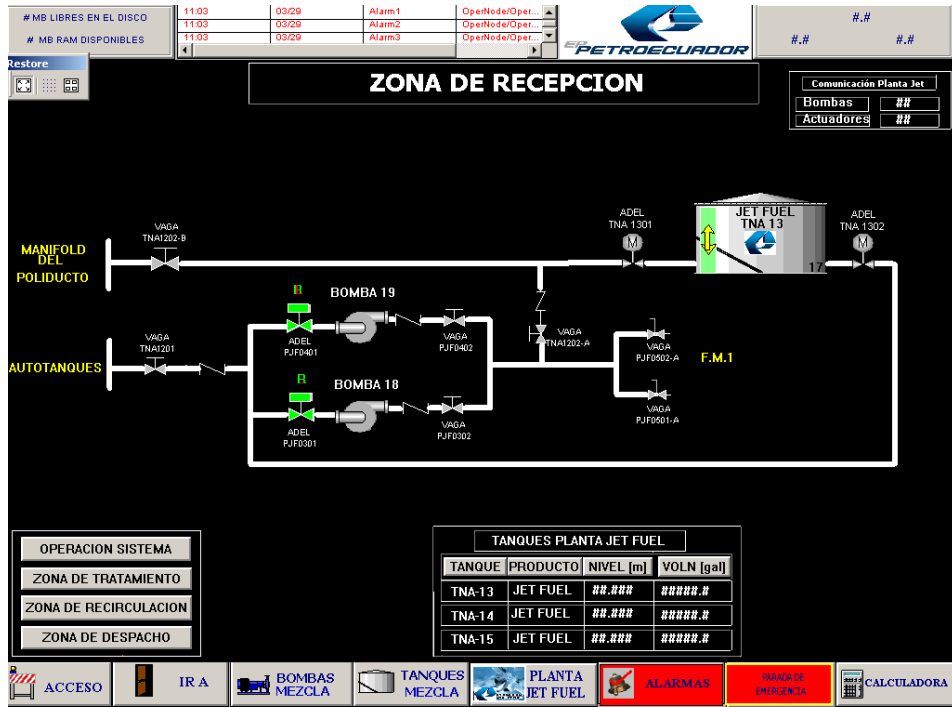 # MB LIBRES EN EL DISCO
# MB RAM DISPONIBLES
11:03 03/29 Alarm1 OperNode/Oper...
11:03 03/29 Alarm2 OperNode/Oper...
11:03 03/29 Alarm3 OperNode/Oper...
EP PETROECUADOR
#.#
#.# #.#
Restore
ZONA DE RECEPCION
Comunicación Planta Jet
Bombas ##
Actuadores ##
MANIFOLD
DEL
POLIDUCTO
VAGA
TNA1202-B
ADEL
TNA 1301
M
JET FUEL
TNA 13
17
ADEL
TNA 1302
M
R
BOMBA 19
ADEL
PJF0401
VAGA
PJF0402
VAGA
TNA1202-A
VAGA
PJF0502-A
F.M.1
AUTOTANQUES
VAGA
TNA1201
R
BOMBA 18
ADEL
PJF0301
VAGA
PJF0302
VAGA
PJF0501-A
OPERACION SISTEMA
ZONA DE TRATAMIENTO
ZONA DE RECIRCULACION
ZONA DE DESPACHO
TANQUES PLANTA JET FUEL
TANQUE PRODUCTO NIVEL [m] VOLN [gal]
TNA-13 JET FUEL ##.### #####.#
TNA-14 JET FUEL ##.### #####.#
TNA-15 JET FUEL ##.### #####.#
ACCESO
IR A
BOMBAS
MEZCLA
TANQUES
MEZCLA
PLANTA
JET FUEL
ALARMAS
PARADA DE
EMERGENCIA
CALCULADORA